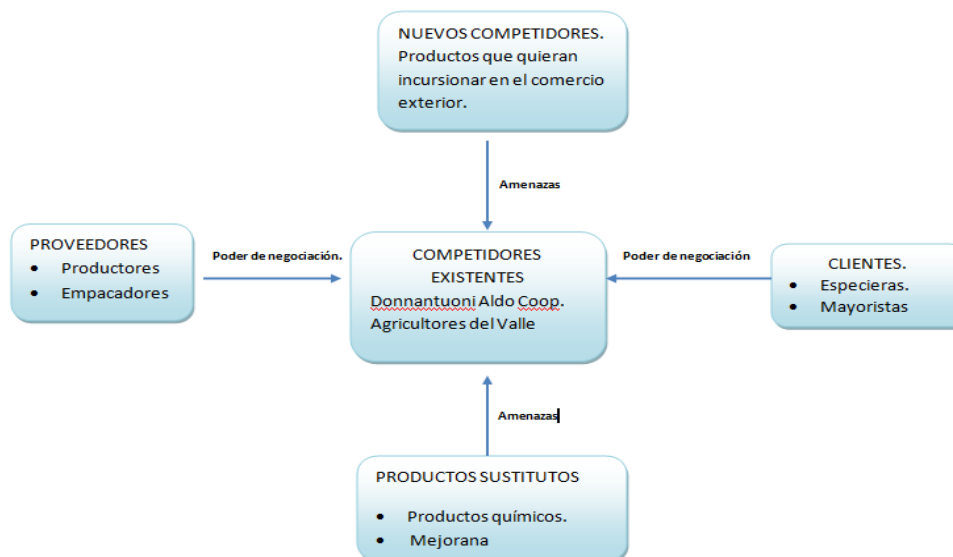 NUEVOS COMPETIDORES.
Productos que quieran
incursionar en el comercio
exterior.
Amenazas
PROVEEDORES
• Productores
• Empacadores
Poder de negociación.
COMPETIDORES
EXISTENTES
Donnantuoni Aldo Coop.
Agricultores del Valle
Poder de negociación
CLIENTES.
• Especieras.
• Mayoristas
Amenazas
PRODUCTOS SUSTITUTOS
• Productos químicos.
• Mejorana